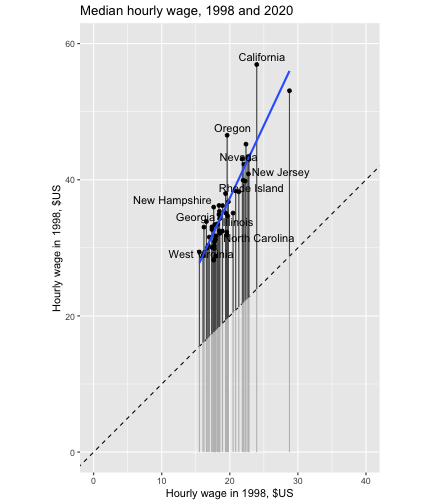 Median hourly wage, 1998 and 2020
60
California
Oregon
Nevada
New Jersey
40
Rhode Island
New Hampshire
Georgia
Illinois
North Carolina
West Virginia
20
0
Hourly wage in 1998, $US
0
20
40
Hourly wage in 1998, $US